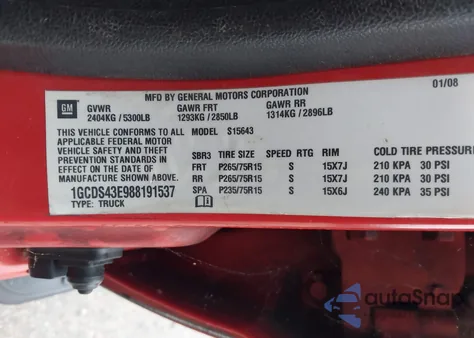 01/08
MFD BY GENERAL MOTORS CORPORATION
GM GVWR GAWR FRT GAWR RR
2404KG / 5300LB 1293KG / 2850LB 1314KG / 2896LB
THIS VEHICLE CONFORMS TO ALL MODEL S15643
APPLICABLE FEDERAL MOTOR
VEHICLE SAFETY AND THEFT SBR3 TIRE SIZE SPEED RTG RIM COLD TIRE PRESSURE
PREVENTION STANDARDS IN FRT P265/75R15 S 15X7J 210 KPA 30 PSI
EFFECT ON THE DATE OF RR P265/75R15 S 15X7J 210 KPA 30 PSI
MANUFACTURE SHOWN ABOVE.
1GCDS43E988191537 SPA P235/75R15 S 15X6J 240 KPA 35 PSI
TYPE: TRUCK
autoSnap